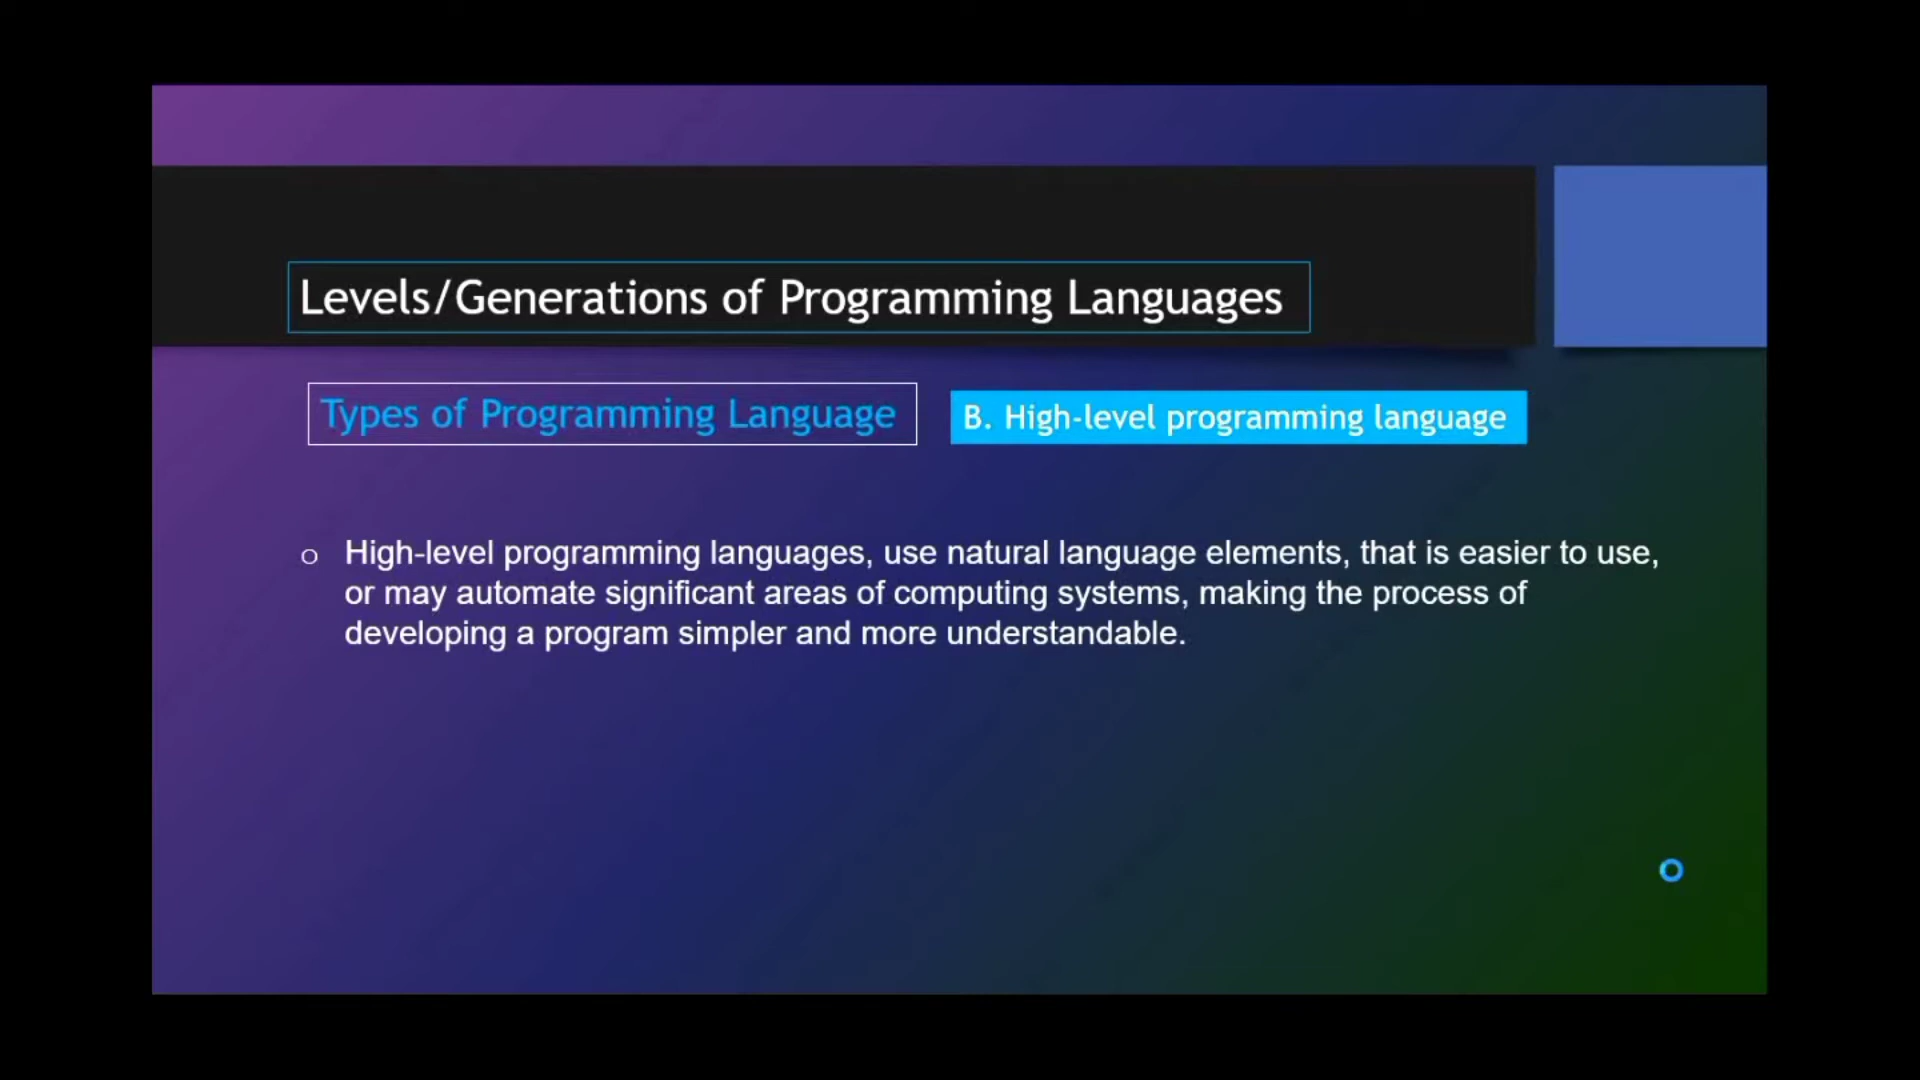 Levels/Generations of Programming Languages
Types of Programming Language
B. High-level programming language
o High-level programming languages, use natural language elements, that is easier to use,
or may automate significant areas of computing systems, making the process of
developing a program simpler and more understandable.